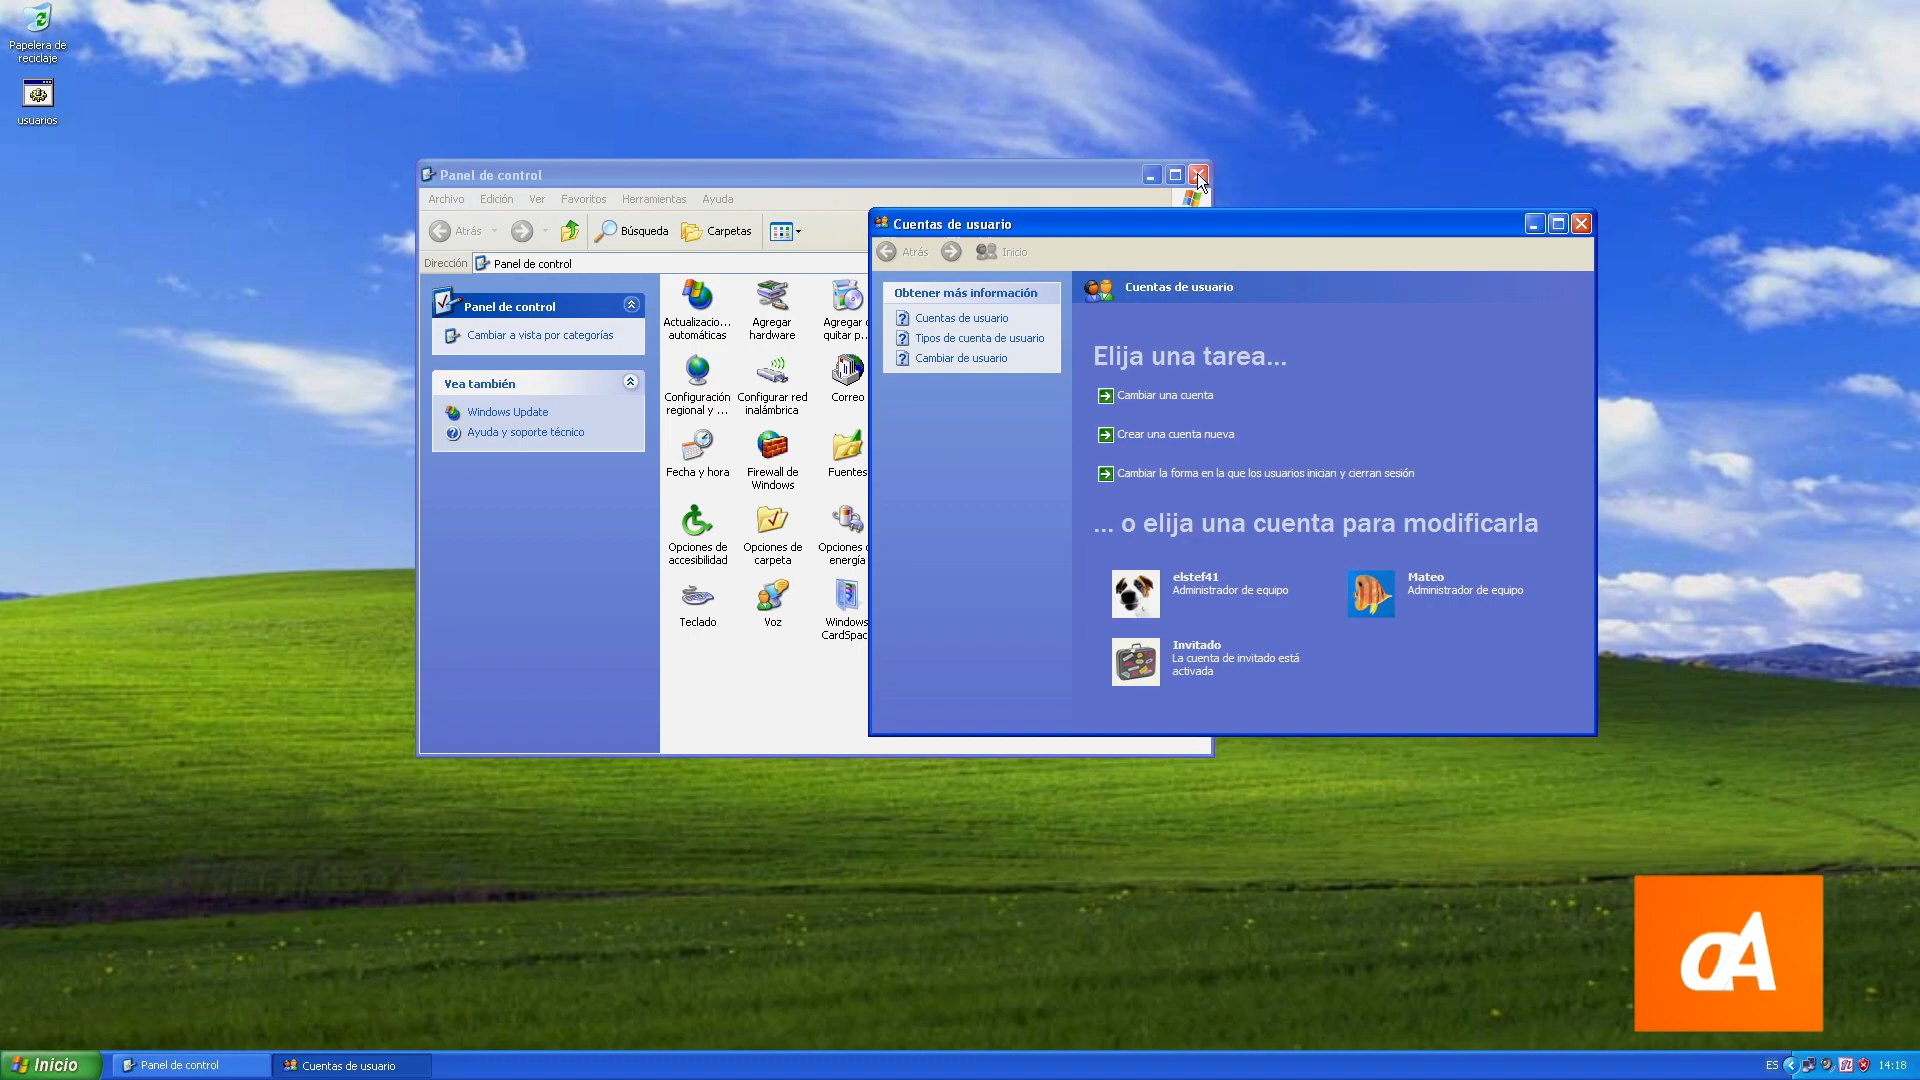 Papelera de
reciclaje
usuarios
Panel de control
Archivo Edición Ver Favoritos Herramientas Ayuda
Atrás Búsqueda Carpetas
Dirección Panel de control
Panel de control
Cambiar a vista por categorías
Vea también
Windows Update
Ayuda y soporte técnico
Actualizacio... Agregar Agregar
automáticas hardware quitar p...
Configuración Configurar red Correo
regional y ... inalámbrica
Fecha y hora Firewall de Fuentes
Windows
Opciones de Opciones de Opciones
accesibilidad carpeta energía
Teclado Voz Windows
CardSpac
Cuentas de usuario
Atrás Inicio
Obtener más información
Cuentas de usuario
Tipos de cuenta de usuario
Cambiar de usuario
Cuentas de usuario
Elija una tarea...
Cambiar una cuenta
Crear una cuenta nueva
Cambiar la forma en la que los usuarios inician y cierran sesión
... o elija una cuenta para modificarla
elstef41
Administrador de equipo
Mateo
Administrador de equipo
Invitado
La cuenta de invitado está
activada
Inicio Panel de control Cuentas de usuario ES 14:18